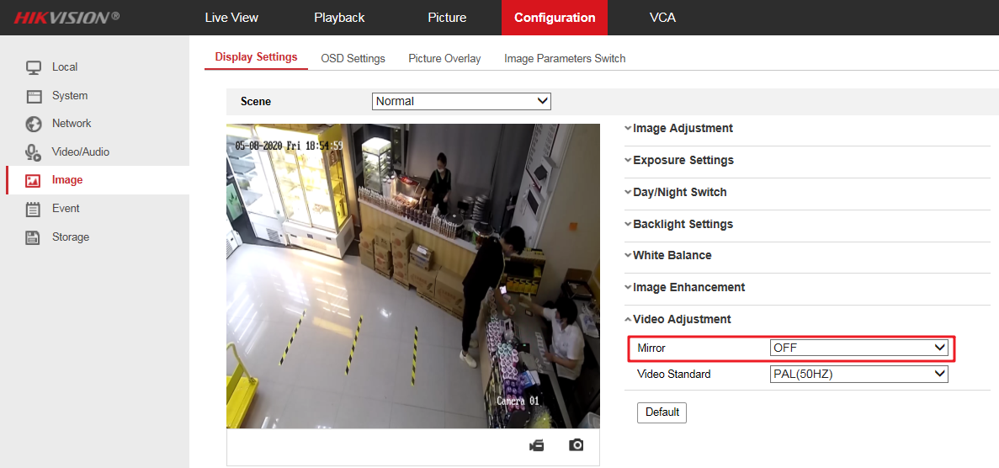 HIKVISION® Live View Playback Picture Configuration VCA
Display Settings OSD Settings Picture Overlay Image Parameters Switch
Local
System
Network
Video/Audio
Image
Event
Storage
Scene Normal
05-08-2020 Fri 18:54:59
Camera 01
Image Adjustment
Exposure Settings
Day/Night Switch
Backlight Settings
White Balance
Image Enhancement
Video Adjustment
Mirror OFF
Video Standard PAL(50HZ)
Default